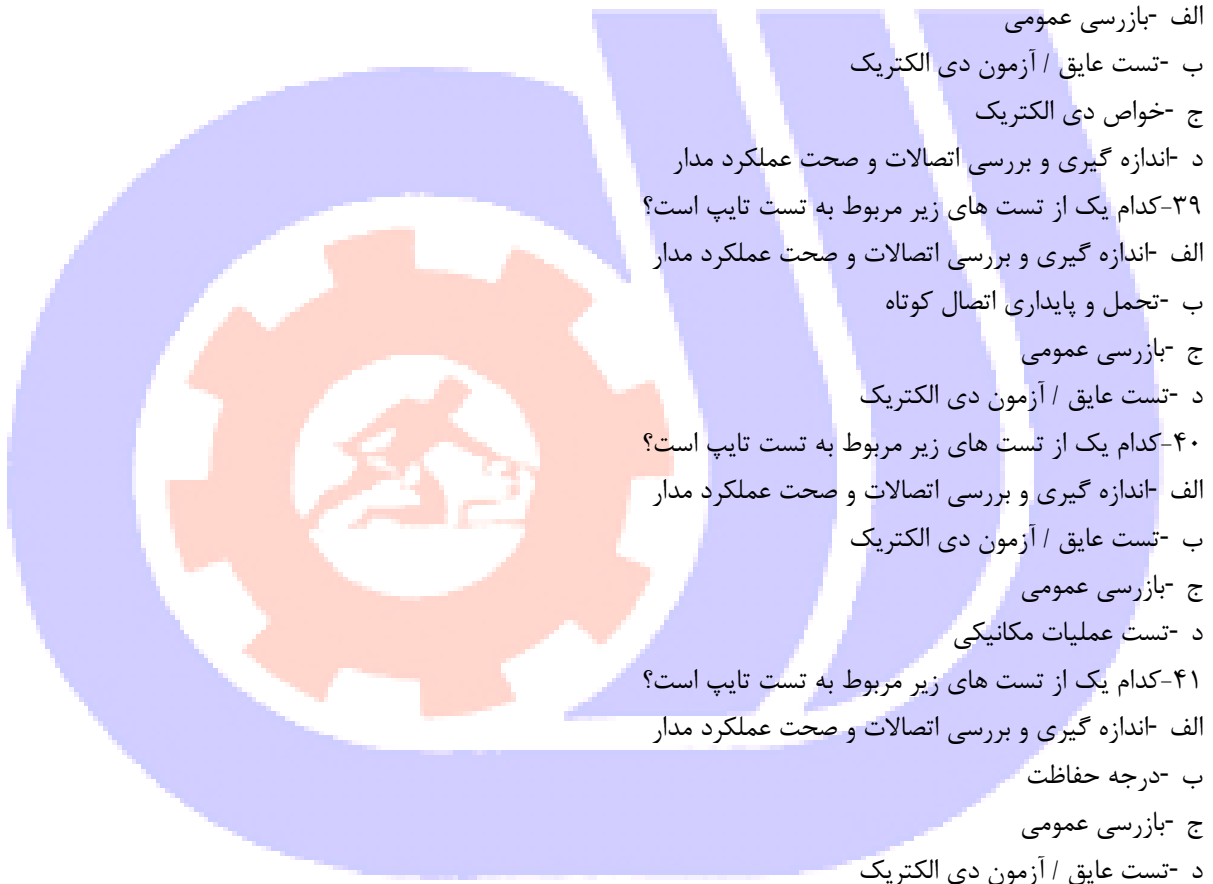 الف -بازرسی عمومی
ب -تست عایق / آزمون دی الکتریک
ج -خواص دی الکتریک
د -اندازه گیری و بررسی اتصالات و صحت عملکرد مدار
۳۹-کدام یک از تست های زیر مربوط به تست تایپ است؟
الف -اندازه گیری و بررسی اتصالات و صحت عملکرد مدار
ب -تحمل و پایداری اتصال کوتاه
ج -بازرسی عمومی
د -تست عایق / آزمون دی الکتریک
۴۰-کدام یک از تست های زیر مربوط به تست تایپ است؟
الف -اندازه گیری و بررسی اتصالات و صحت عملکرد مدار
ب -تست عایق / آزمون دی الکتریک
ج -بازرسی عمومی
د -تست عملیات مکانیکی
۴۱-کدام یک از تست های زیر مربوط به تست تایپ است؟
الف -اندازه گیری و بررسی اتصالات و صحت عملکرد مدار
ب -درجه حفاظت
ج -بازرسی عمومی
د -تست عایق / آزمون دی الکتریک